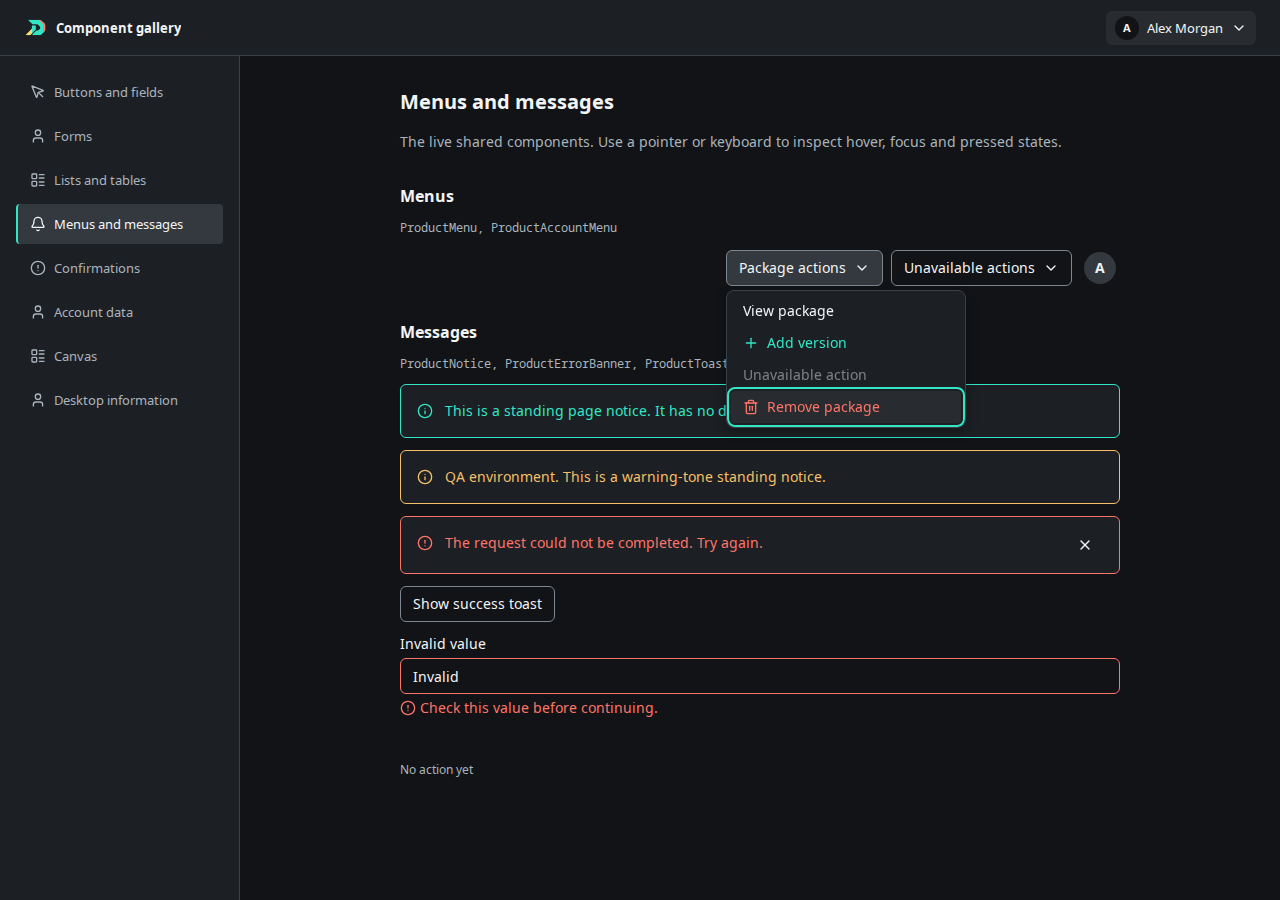 Component gallery
A Alex Morgan
Buttons and fields
Forms
Lists and tables
Menus and messages
Confirmations
Account data
Canvas
Desktop information
Menus and messages
The live shared components. Use a pointer or keyboard to inspect hover, focus and pressed states.
Menus
ProductMenu, ProductAccountMenu
Package actions
Unavailable actions
A
View package
Add version
Unavailable action
Remove package
Messages
ProductNotice, ProductErrorBanner, ProductToast
This is a standing page notice. It has no
QA environment. This is a warning-tone standing notice.
The request could not be completed. Try again.
Show success toast
Invalid value
Invalid
Check this value before continuing.
No action yet